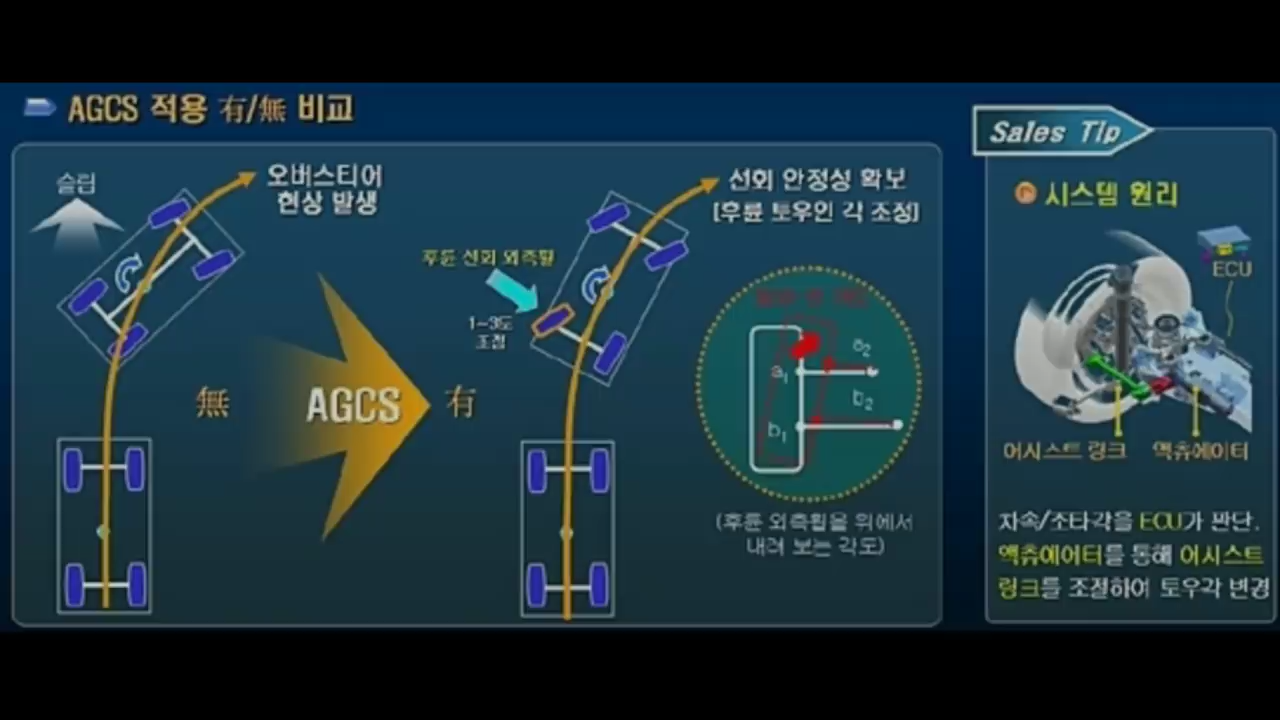 AGCS 적용 有/無 비교
슬립
오버스티어
현상 발생
無
AGCS
有
후륜 선회 외측휠
1~3도
조절
선회 안정성 확보
[후륜 토우인 각 조정]
a1
a2
b1
b2
(후륜 외측휠을 위에서
내려 보는 각도)
Sales Tip
시스템 원리
ECU
어시스트 링크
액츄에이터
차속/조타각을 ECU가 판단.
액츄에이터를 통해 어시스트
링크를 조절하여 토우각 변경